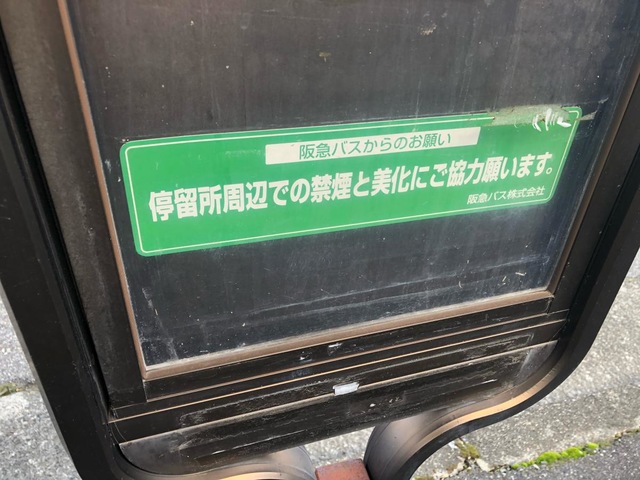 阪急バスからのお願い
停留所周辺での禁煙と美化にご協力願います。
阪急バス株式会社